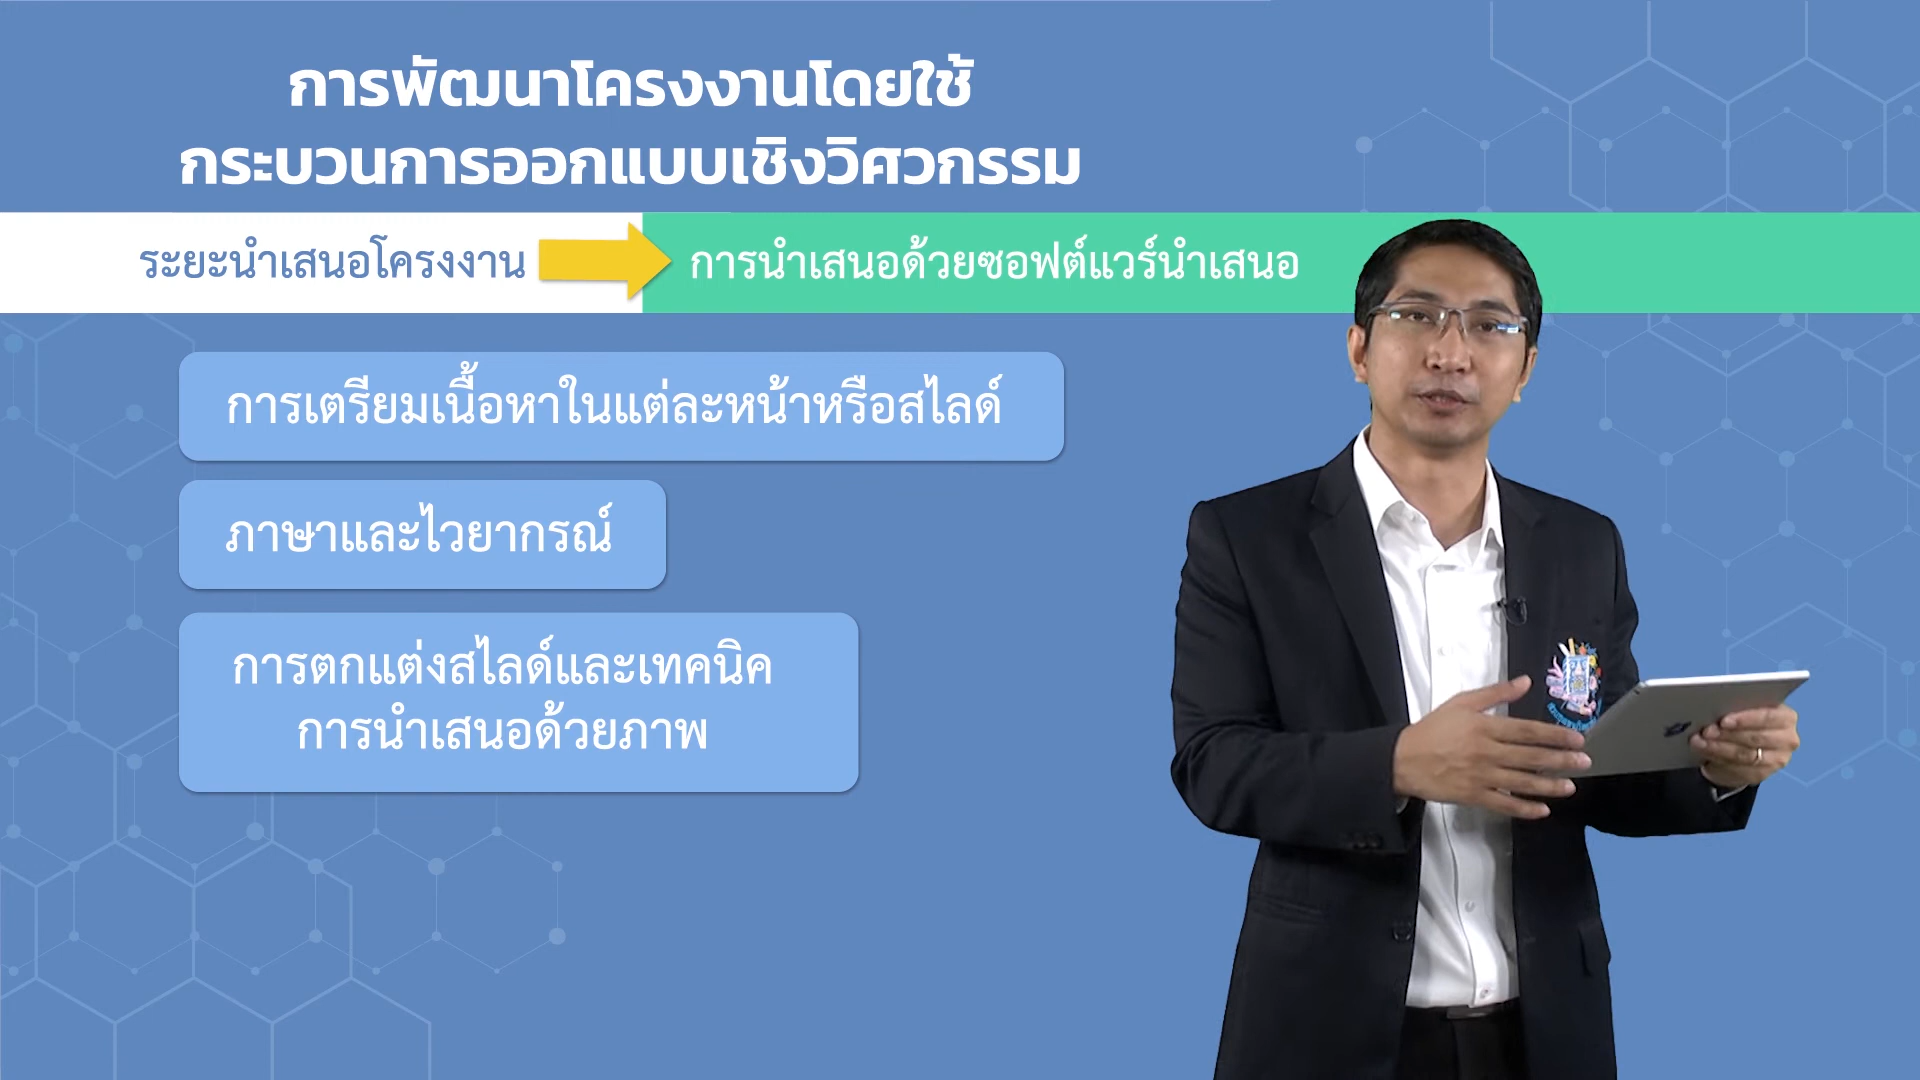 การพัฒนาโครงงานโดยใช้
กระบวนการออกแบบเชิงวิศวกรรม
ระยะนำเสนอโครงงาน
การนำเสนอด้วยซอฟต์แวร์นำเสนอ
การเตรียมเนื้อหาในแต่ละหน้าหรือสไลด์
ภาษาและไวยากรณ์
การตกแต่งสไลด์และเทคนิค
การนำเสนอด้วยภาพ